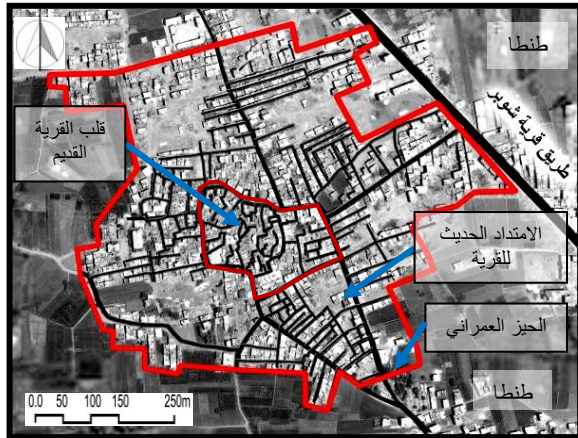 طنطا
قلب القرية
القديم
طريق قرية شوبر
الامتداد الحديث
للقرية
الحيز العمراني
طنطا
0.0 50 100 150 250m